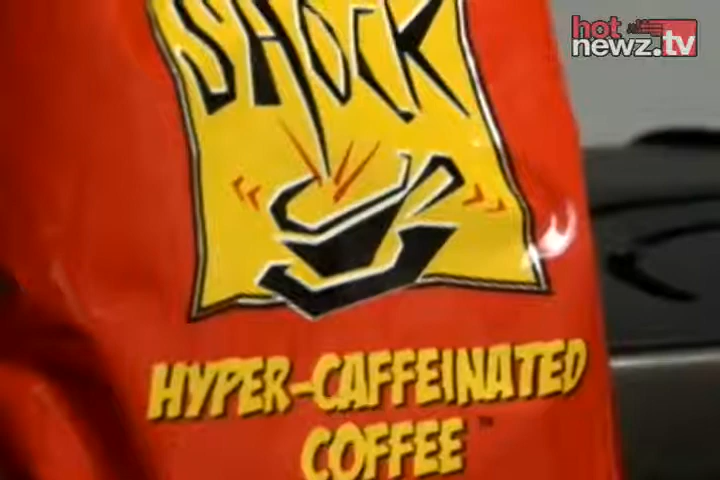 hot
newz.tv
SHOCK
HYPER-CAFFEINATED
COFFEE™